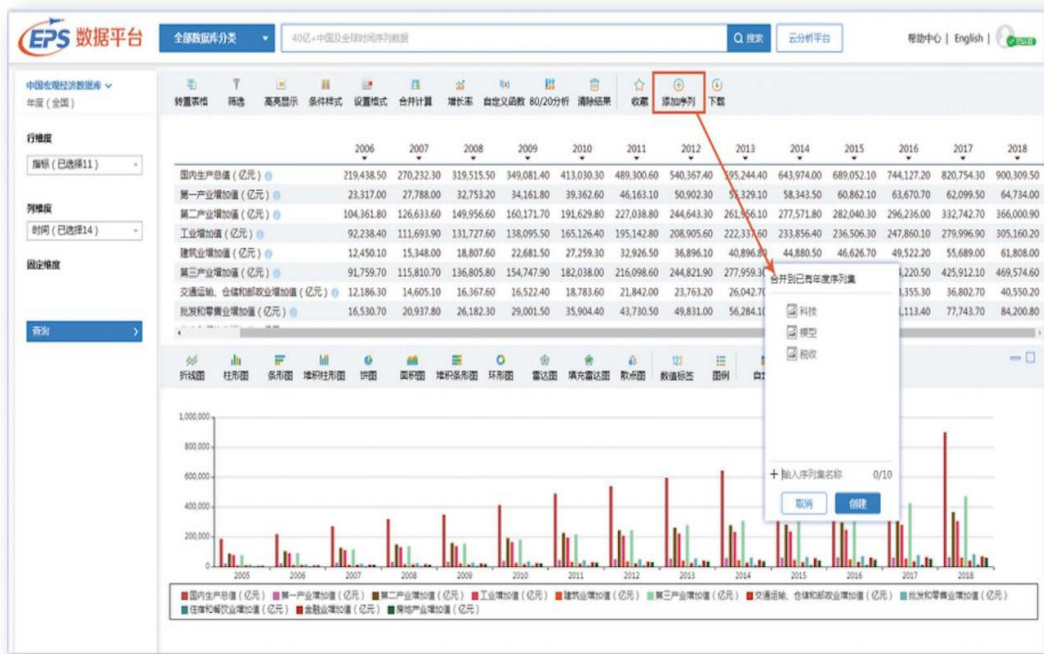 EPS 数据平台
全部数据库分类
40亿+中国及全球时间序列数据
搜索
云分析平台
帮助中心 | English |
中国宏观经济数据库
年度（全国）
行维度
指标（已选择11）
列维度
时间（已选择14）
固定维度
查询
转置表格 筛选 高亮显示 条件样式 设置格式 合并计算 增长率 自定义函数 80/20分析 清除结果 收藏 添加序列 下载
2006 2007 2008 2009 2010 2011 2012 2013 2014 2015 2016 2017 2018
国内生产总值（亿元） 219,438.50 270,232.30 319,515.50 349,081.40 413,030.30 489,300.60 540,367.40 595,244.40 643,974.00 689,052.10 744,127.20 820,754.30 900,309.50
第一产业增加值（亿元） 23,317.00 27,788.00 32,753.20 34,161.80 39,362.60 46,163.10 50,902.30 55,329.10 58,343.50 60,862.10 63,670.70 62,099.50 64,734.00
第二产业增加值（亿元） 104,361.80 126,633.60 149,956.60 160,171.70 191,629.80 227,038.80 244,643.30 261,956.10 277,571.80 282,040.30 296,236.00 332,742.70 366,000.90
工业增加值（亿元） 92,238.40 111,693.90 131,727.60 138,095.50 165,126.40 195,142.80 208,905.60 222,337.60 233,856.40 236,506.30 247,860.10 279,996.90 305,160.20
建筑业增加值（亿元） 12,450.10 15,348.00 18,807.60 22,681.50 27,259.30 32,926.50 36,896.10 40,896.80 44,880.50 46,626.70 49,522.20 55,689.00 61,808.00
第三产业增加值（亿元） 91,759.70 115,810.70 136,805.80 154,747.90 182,038.00 216,098.60 244,821.90 277,959.30 ,220.50 425,912.10 469,574.60
交通运输、仓储和邮政业增加值（亿元） 12,186.30 14,605.10 16,367.60 16,522.40 18,783.60 21,842.00 23,763.20 26,042.70 ,355.30 36,802.70 40,550.20
批发和零售业增加值（亿元） 16,530.70 20,937.80 26,182.30 29,001.50 35,904.40 43,730.50 49,831.00 56,284.10 ,113.40 77,743.70 84,200.80
合并到已有年度序列集
科技
模型
税收
+ 输入序列集名称 0/10
取消 创建
折线图 柱形图 条形图 堆积柱形图 饼图 面积图 堆积条形图 环形图 雷达图 填充雷达图 散点图 数值标签 图例
1,000,000
800,000
600,000
400,000
200,000
0
2005 2006 2007 2008 2009 2010 2011 2012 2013 2014 2015 2016 2017 2018
国内生产总值（亿元） 第一产业增加值（亿元） 第二产业增加值（亿元） 工业增加值（亿元） 建筑业增加值（亿元） 第三产业增加值（亿元） 交通运输、仓储和邮政业增加值（亿元） 批发和零售业增加值（亿元）
住宿和餐饮业增加值（亿元） 金融业增加值（亿元） 房地产业增加值（亿元）